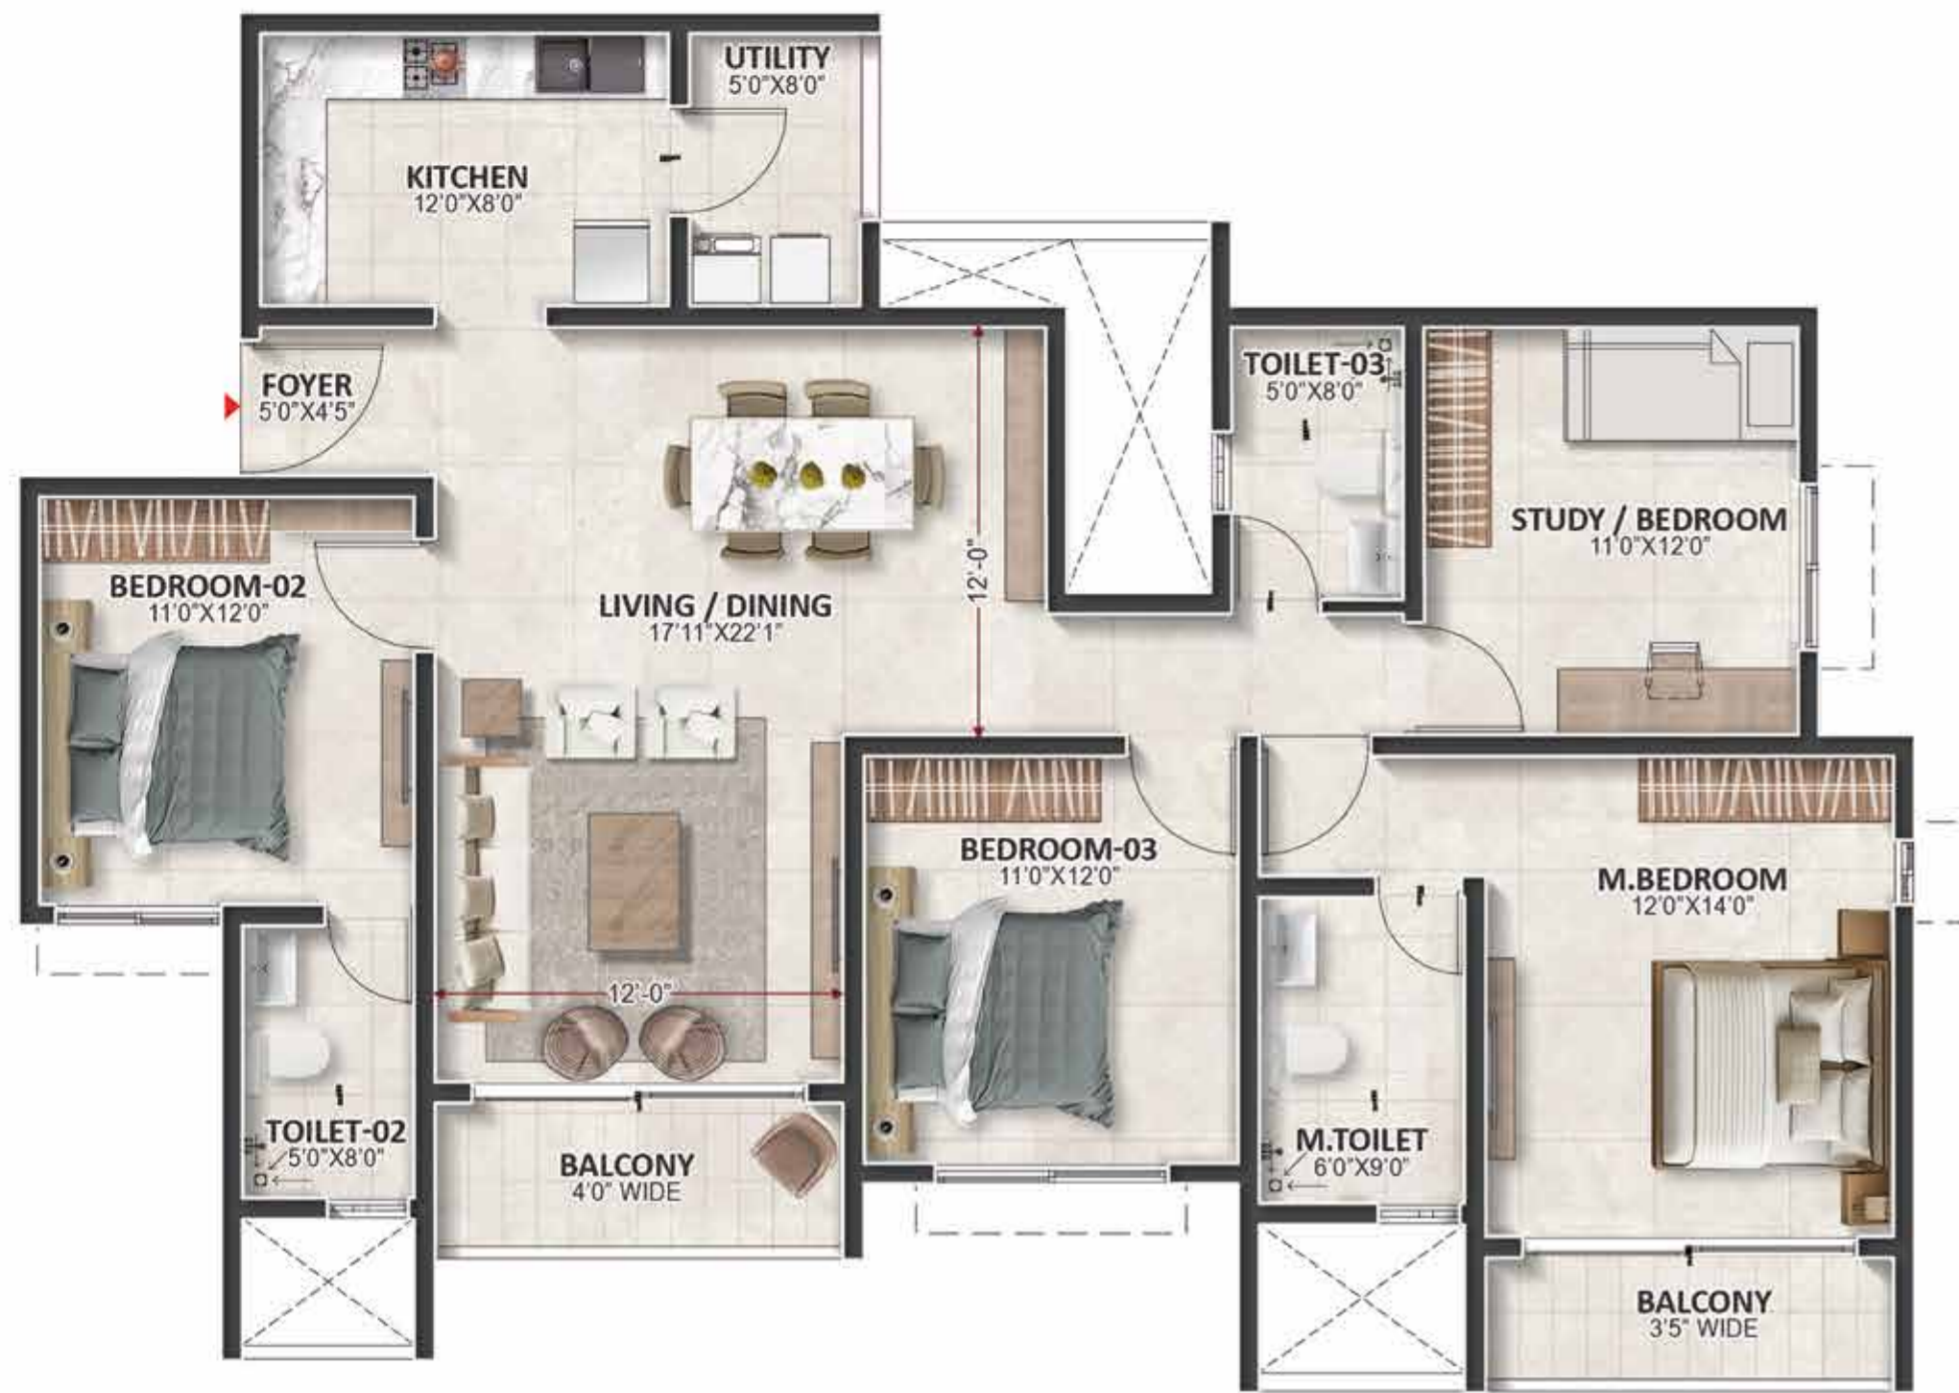 UTILITY
5'0"X8'0"
KITCHEN
12'0"X8'0"
FOYER
5'0"X4'5"
TOILET-03
5'0"X8'0"
STUDY / BEDROOM
11'0"X12'0"
BEDROOM-02
11'0"X12'0"
LIVING / DINING
17'11"X22'1"
12'-0"
BEDROOM-03
11'0"X12'0"
M.BEDROOM
12'0"X14'0"
12'-0"
TOILET-02
5'0"X8'0"
BALCONY
4'0" WIDE
M.TOILET
6'0"X9'0"
BALCONY
3'5" WIDE